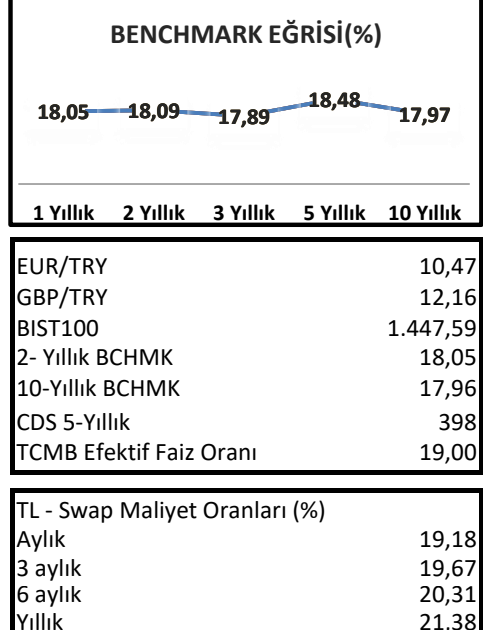 BENCHMARK EĞRİSİ(%)
18,05 18,09 17,89 18,48 17,97
1 Yıllık 2 Yıllık 3 Yıllık 5 Yıllık 10 Yıllık
EUR/TRY 10,47
GBP/TRY 12,16
BIST100 1.447,59
2- Yıllık BCHMK 18,05
10-Yıllık BCHMK 17,96
CDS 5-Yıllık 398
TCMB Efektif Faiz Oranı 19,00
TL - Swap Maliyet Oranları (%)
Aylık 19,18
3 aylık 19,67
6 aylık 20,31
Yıllık 21,38